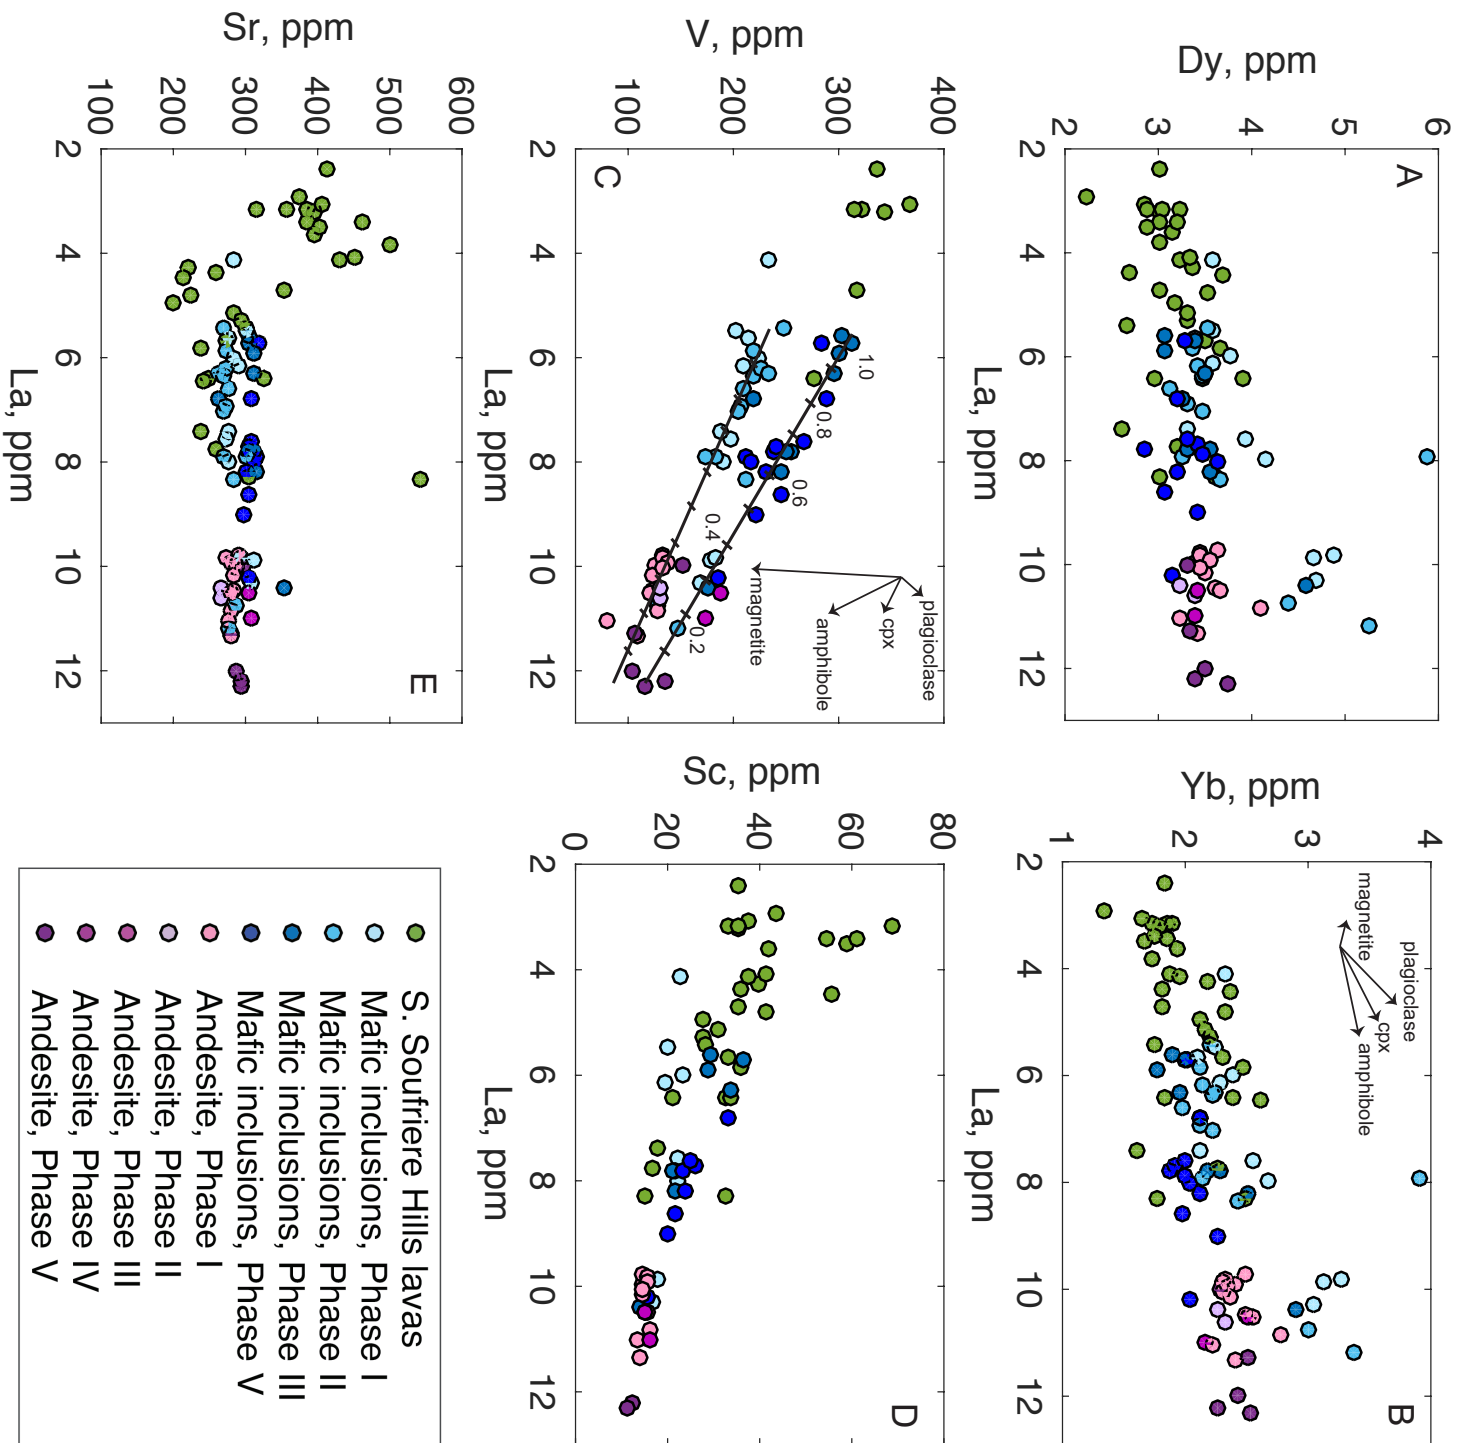 A
Dy, ppm
2
3
4
5
6
2
4
6
8
10
12
La, ppm
B
Yb, ppm
1
2
3
4
2
4
6
8
10
12
La, ppm
magnetite
plagioclase
cpx
amphibole
C
V, ppm
100
200
300
400
2
4
6
8
10
12
La, ppm
1.0
0.8
0.6
0.4
0.2
plagioclase
cpx
amphibole
magnetite
D
Sc, ppm
0
20
40
60
80
2
4
6
8
10
12
La, ppm
E
Sr, ppm
100
200
300
400
500
600
2
4
6
8
10
12
La, ppm
S. Soufriere Hills lavas
Mafic inclusions, Phase I
Mafic inclusions, Phase II
Mafic inclusions, Phase III
Mafic inclusions, Phase V
Andesite, Phase I
Andesite, Phase II
Andesite, Phase III
Andesite, Phase IV
Andesite, Phase V